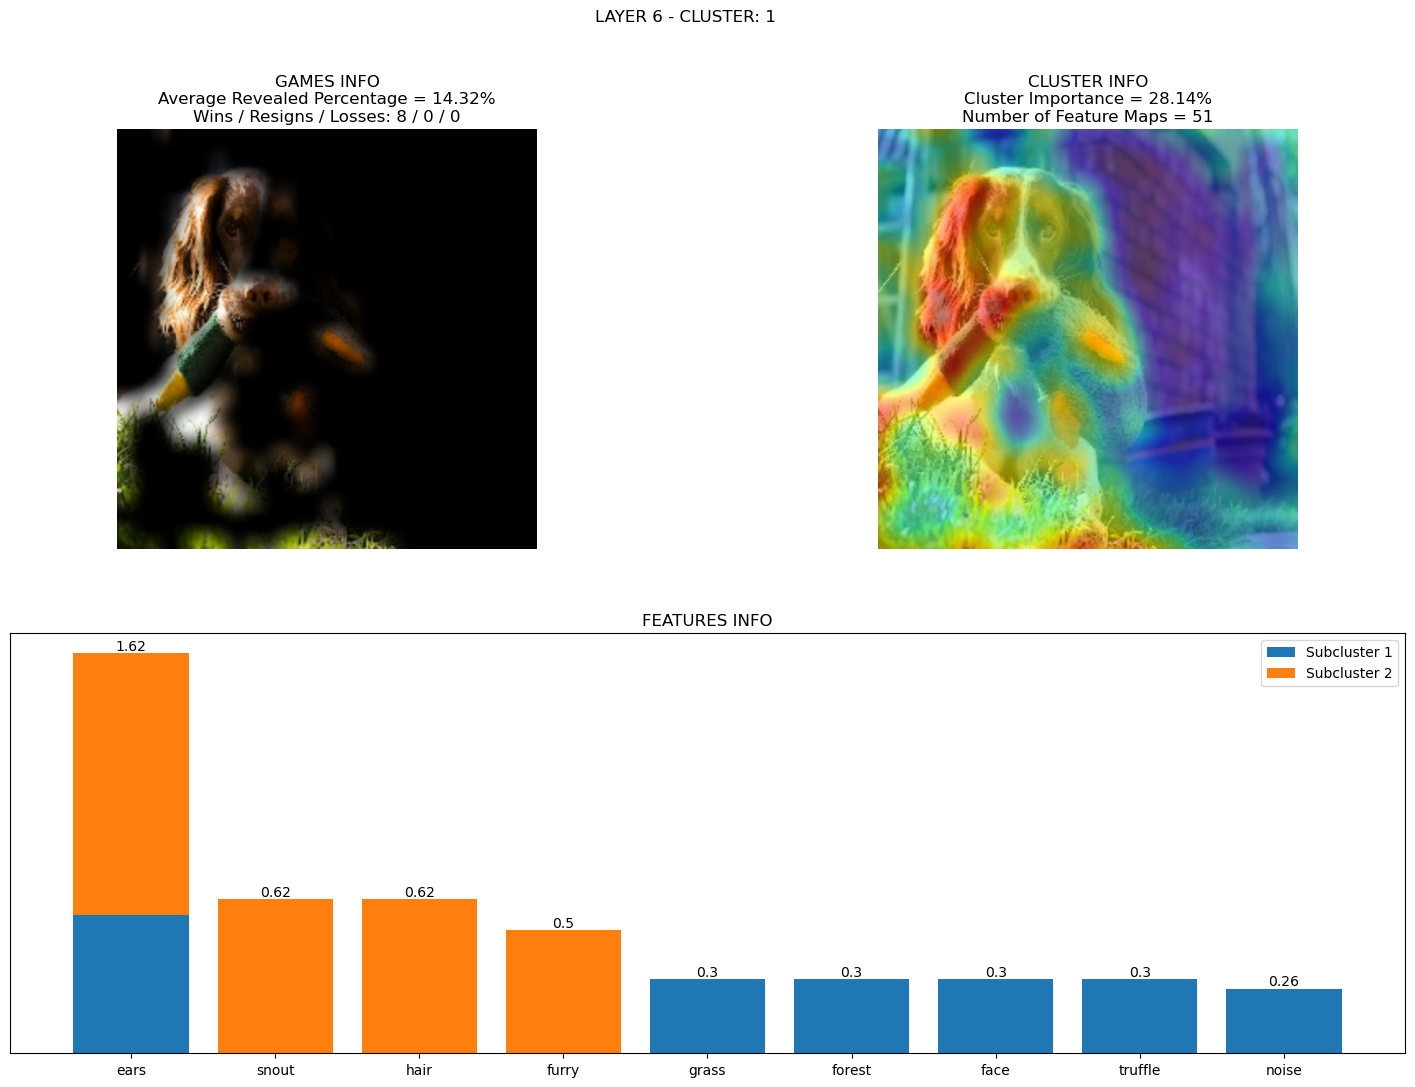 LAYER 6 - CLUSTER: 1
GAMES INFO
Average Revealed Percentage = 14.32%
Wins / Resigns / Losses: 8 / 0 / 0
CLUSTER INFO
Cluster Importance = 28.14%
Number of Feature Maps = 51
FEATURES INFO
Subcluster 1
Subcluster 2
1.62
0.62
0.62
0.5
0.3
0.3
0.3
0.3
0.26
ears
snout
hair
furry
grass
forest
face
truffle
noise